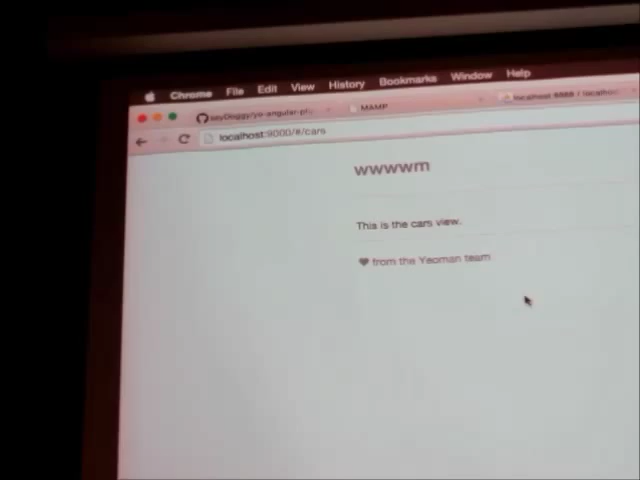 Chrome File Edit View History Bookmarks Window Help
MAMP
localhost:9000/#/cars
wwwwm
This is the cars view.
♥ from the Yeoman team